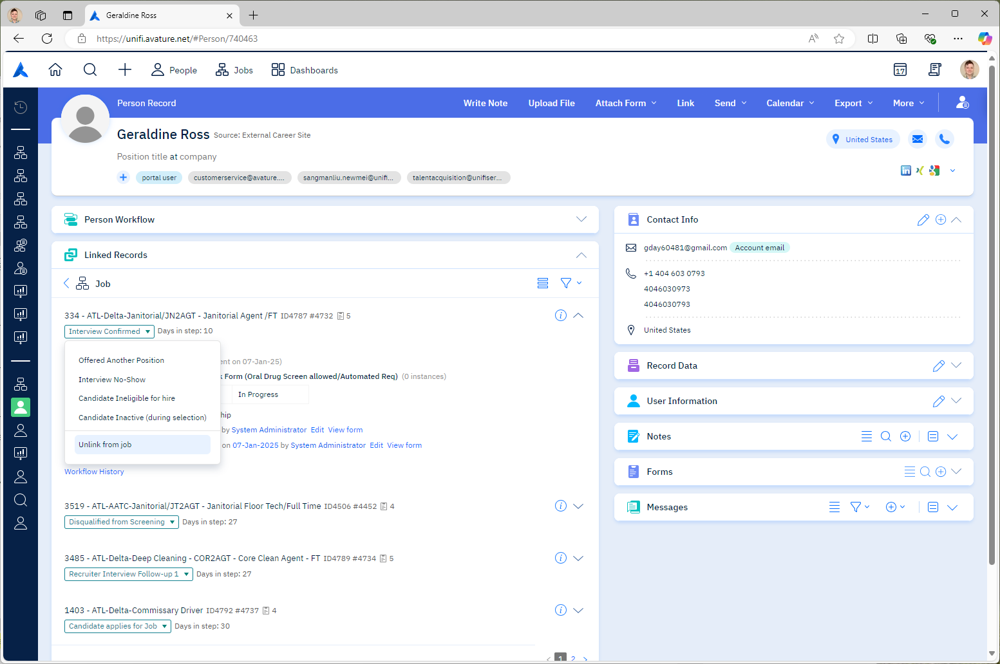 Geraldine Ross
https://unifi.avature.net/#Person/740463
People
Jobs
Dashboards
17
Person Record
Write Note
Upload File
Attach Form
Link
Send
Calendar
Export
More
Geraldine Ross Source: External Career Site
United States
Position title at company
portal user
customerservice@avature....
sangmanliu.newmei@unifi...
talentacquisition@unifiser...
Person Workflow
Linked Records
Job
334 - ATL-Delta-Janitorial/JN2AGT - Janitorial Agent /FT ID4787 #4732 5
Interview Confirmed Days in step: 10
Offered Another Position
Interview No-Show
Candidate Ineligible for hire
Candidate Inactive (during selection)
Unlink from job
ent on 07-Jan-25)
k Form (Oral Drug Screen allowed/Automated Req) (0 instances)
In Progress
hip
by System Administrator Edit View form
on 07-Jan-2025 by System Administrator Edit View form
Workflow History
3519 - ATL-AATC-Janitorial/JT2AGT - Janitorial Floor Tech/Full Time ID4506 #4452 4
Disqualified from Screening Days in step: 27
3485 - ATL-Delta-Deep Cleaning - COR2AGT - Core Clean Agent - FT ID4789 #4734 5
Recruiter Interview Follow-up 1 Days in step: 27
1403 - ATL-Delta-Commissary Driver ID4792 #4737 4
Candidate applies for Job Days in step: 30
1 2
Contact Info
gday60481@gmail.com Account email
+1 404 603 0793
4046030973
4046030793
United States
Record Data
User Information
Notes
Forms
Messages